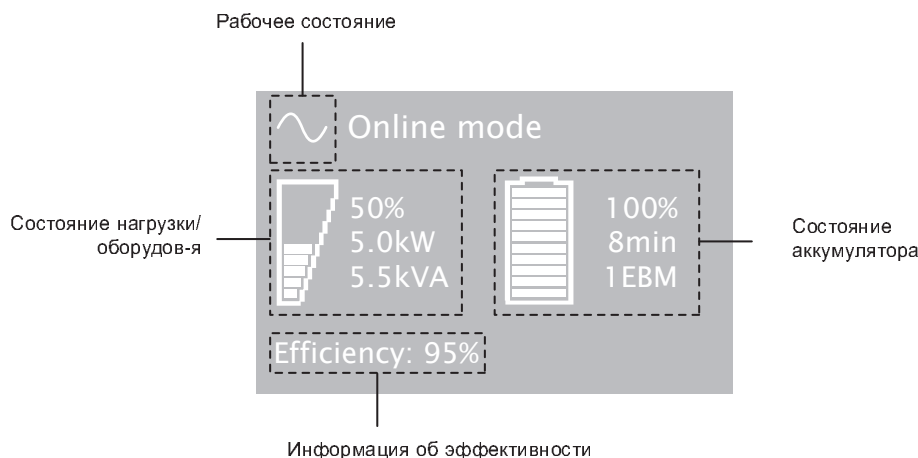 Рабочее состояние
Online mode
Состояние нагрузки/
оборудов-я
50%
5.0kW
5.5kVA
100%
8min
1EBM
Состояние
аккумулятора
Efficiency: 95%
Информация об эффективности